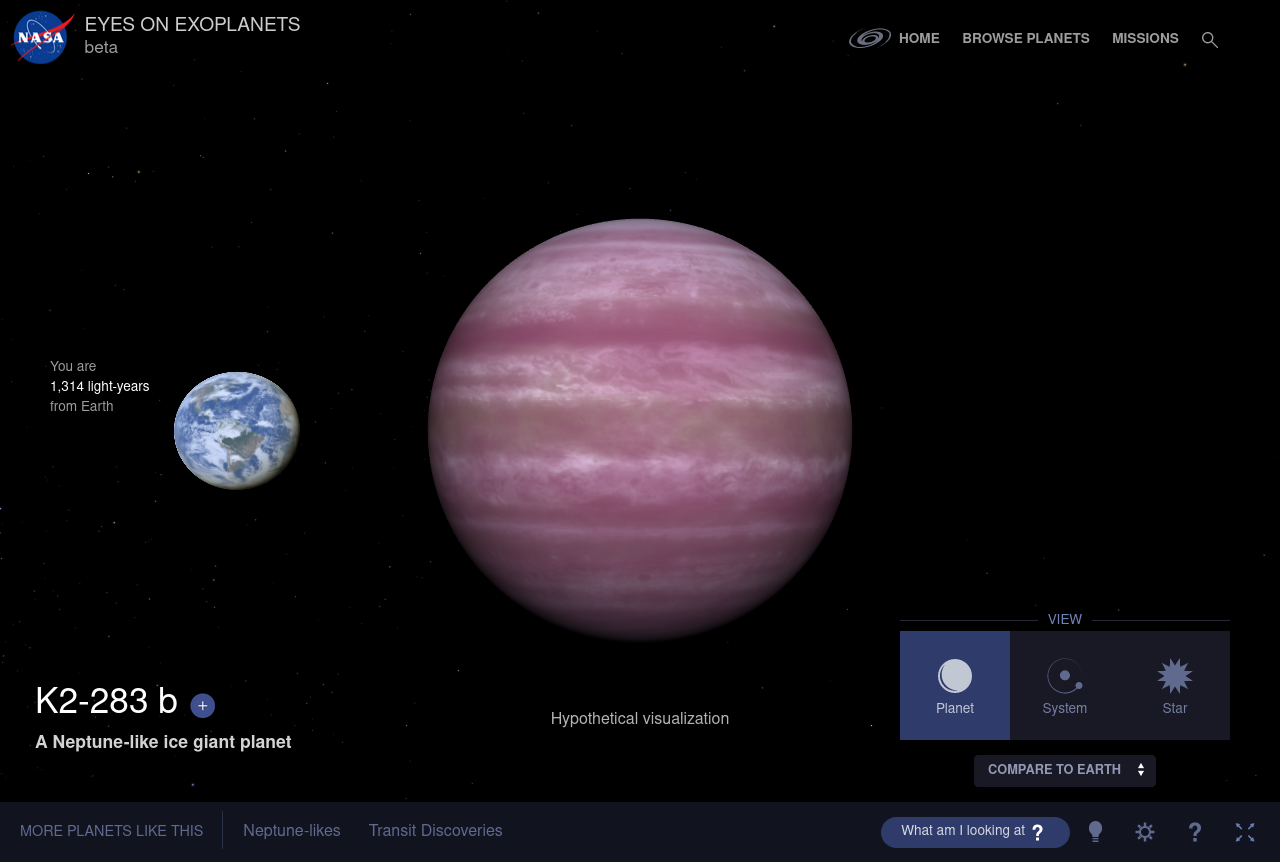 NASA
EYES ON EXOPLANETS
beta
HOME
BROWSE PLANETS
MISSIONS
You are
1,314 light-years
from Earth
VIEW
Planet
System
Star
K2-283 b +
A Neptune-like ice giant planet
Hypothetical visualization
COMPARE TO EARTH
MORE PLANETS LIKE THIS
Neptune-likes
Transit Discoveries
What am I looking at ?
?